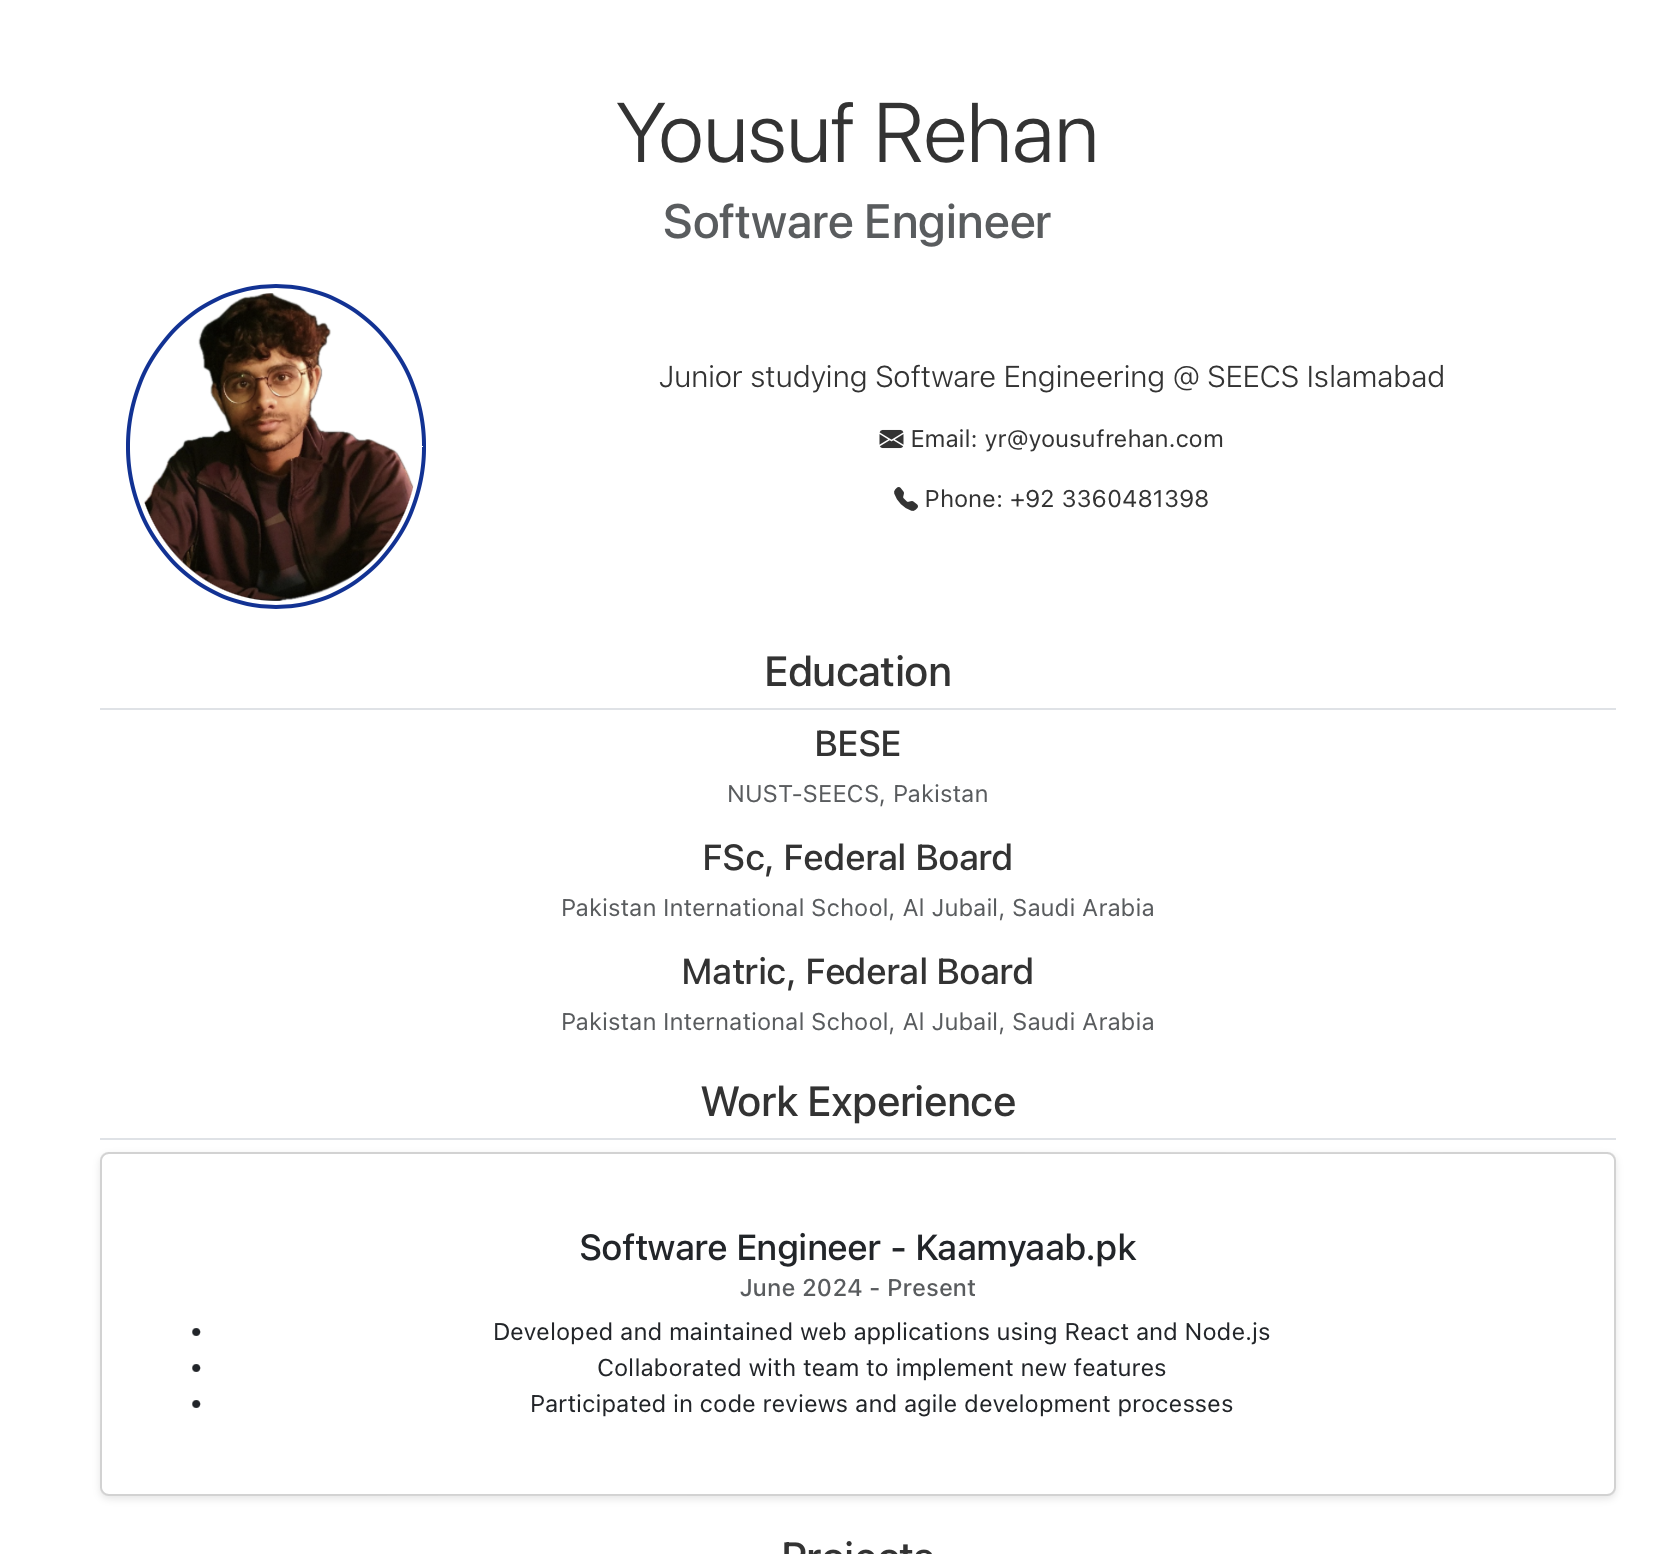 Yousuf Rehan
Software Engineer
Junior studying Software Engineering @ SEECS Islamabad
Email: yr@yousufrehan.com
Phone: +92 3360481398
Education
BESE
NUST-SEECS, Pakistan
FSc, Federal Board
Pakistan International School, Al Jubail, Saudi Arabia
Matric, Federal Board
Pakistan International School, Al Jubail, Saudi Arabia
Work Experience
Software Engineer - Kaamyaab.pk
June 2024 - Present
• Developed and maintained web applications using React and Node.js
• Collaborated with team to implement new features
• Participated in code reviews and agile development processes
Projects